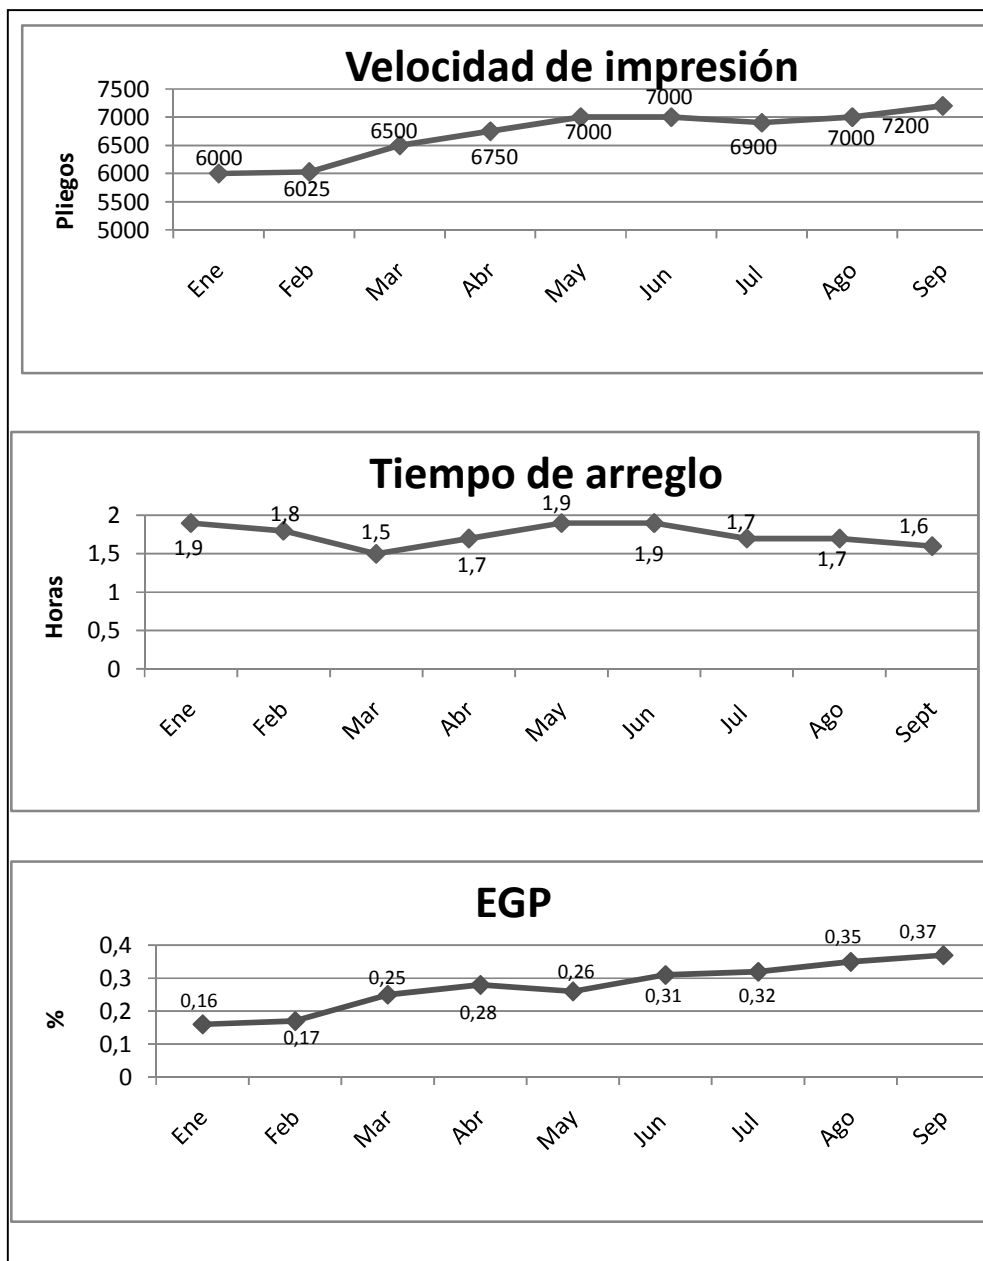 Velocidad de impresión
7500
7000
6500
6000
5500
5000
Pliegos
6000
6025
6500
6750
7000
7000
6900
7000
7200
Ene
Feb
Mar
Abr
May
Jun
Jul
Ago
Sep
Tiempo de arreglo
2
1,5
1
0,5
0
Horas
1,9
1,8
1,5
1,7
1,9
1,9
1,7
1,7
1,6
Ene
Feb
Mar
Abr
May
Jun
Jul
Ago
Sept
EGP
0,4
0,3
0,2
0,1
0
%
0,16
0,17
0,25
0,28
0,26
0,31
0,32
0,35
0,37
Ene
Feb
Mar
Abr
May
Jun
Jul
Ago
Sep